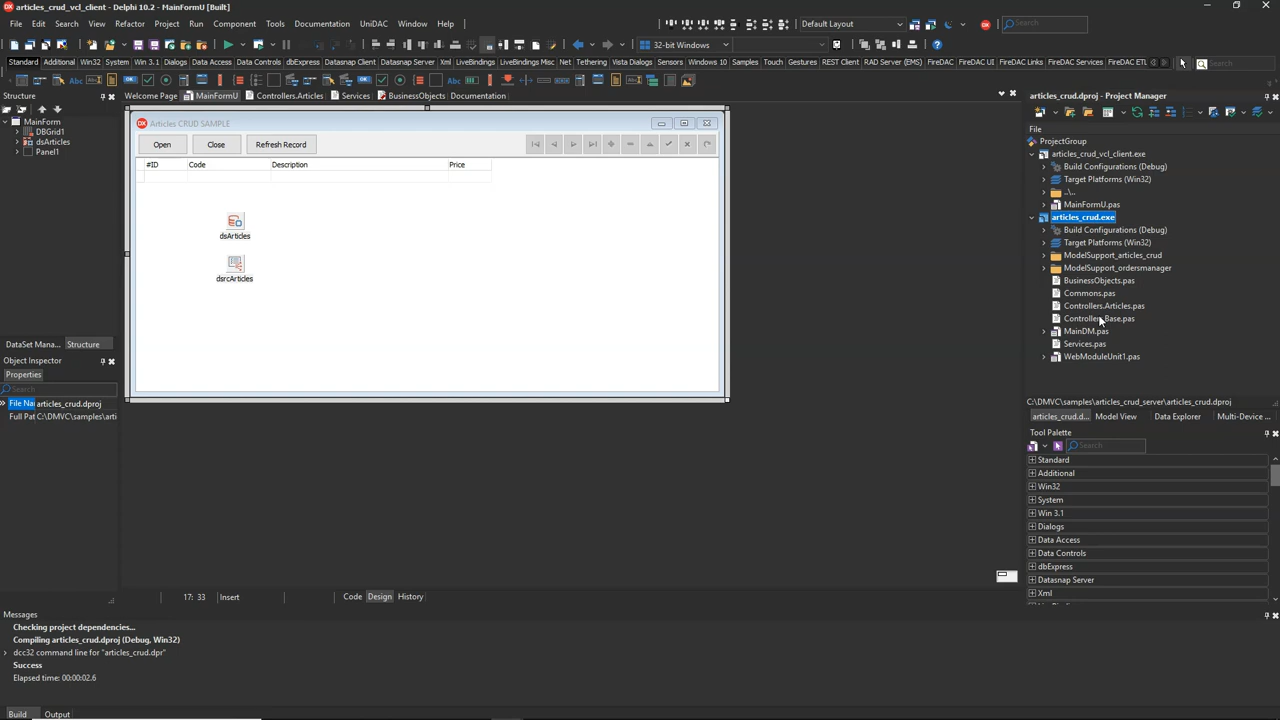 articles_crud_vcl_client - Delphi 10.2 - MainFormU [Built]
File Edit Search View Refactor Project Run Component Tools Documentation UniDAC Window Help
Default Layout
Search
32-bit Windows
Standard Additional Win32 System Win 3.1 Dialogs Data Access Data Controls dbExpress Datasnap Client Datasnap Server Xml LiveBindings LiveBindings Misc Net Tethering Vista Dialogs Sensors Windows 10 Samples Touch Gestures REST Client RAD Server (EMS) FireDAC FireDAC UI FireDAC Links FireDAC Services FireDAC ETL
Search
Structure
Welcome Page MainFormU Controllers.Articles Services BusinessObjects Documentation
MainForm
DBGrid1
dsArticles
Panel1
Articles CRUD SAMPLE
Open Close Refresh Record
#ID Code Description Price
dsArticles
dsrcArticles
DataSet Mana... Structure
Object Inspector
Properties
Search
File Na articles_crud.dproj
Full Pat C:\DMVC\samples\arti
articles_crud.dproj - Project Manager
File
ProjectGroup
articles_crud_vcl_client.exe
Build Configurations (Debug)
Target Platforms (Win32)
..\..
MainFormU.pas
articles_crud.exe
Build Configurations (Debug)
Target Platforms (Win32)
ModelSupport_articles_crud
ModelSupport_ordersmanager
BusinessObjects.pas
Commons.pas
Controllers.Articles.pas
Controllers.Base.pas
MainDM.pas
Services.pas
WebModuleUnit1.pas
C:\DMVC\samples\articles_crud_server\articles_crud.dproj
articles_crud.d... Model View Data Explorer Multi-Device ...
Tool Palette
Search
Standard
Additional
Win32
System
Win 3.1
Dialogs
Data Access
Data Controls
dbExpress
Datasnap Server
Xml
17: 33 Insert Code Design History
Messages
Checking project dependencies...
Compiling articles_crud.dproj (Debug, Win32)
dcc32 command line for "articles_crud.dpr"
Success
Elapsed time: 00:00:02.6
Build Output